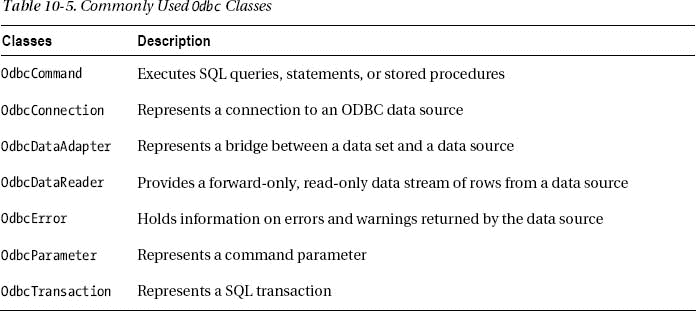 Table 10-5. Commonly Used Odbc Classes
Classes Description
OdbcCommand Executes SQL queries, statements, or stored procedures
OdbcConnection Represents a connection to an ODBC data source
OdbcDataAdapter Represents a bridge between a data set and a data source
OdbcDataReader Provides a forward-only, read-only data stream of rows from a data source
OdbcError Holds information on errors and warnings returned by the data source
OdbcParameter Represents a command parameter
OdbcTransaction Represents a SQL transaction